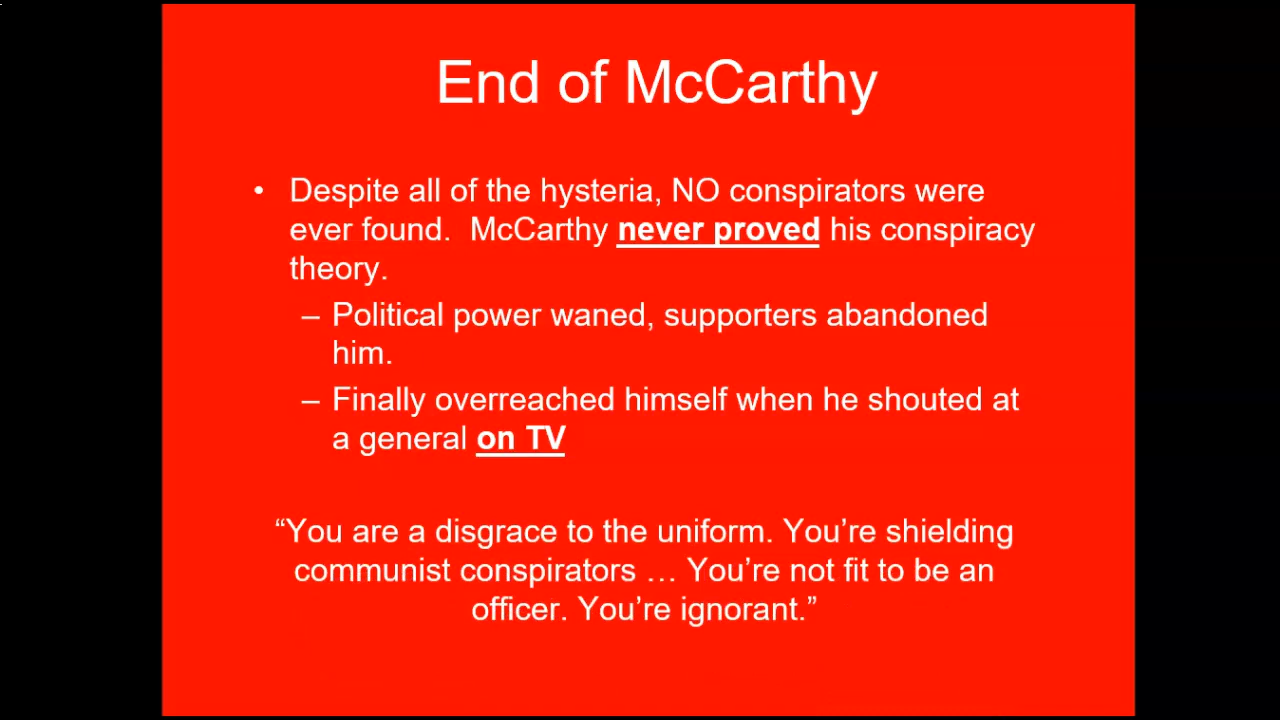 End of McCarthy
• Despite all of the hysteria, NO conspirators were
ever found.  McCarthy never proved his conspiracy
theory.
– Political power waned, supporters abandoned
him.
– Finally overreached himself when he shouted at
a general on TV
“You are a disgrace to the uniform. You’re shielding
communist conspirators … You’re not fit to be an
officer. You’re ignorant.”